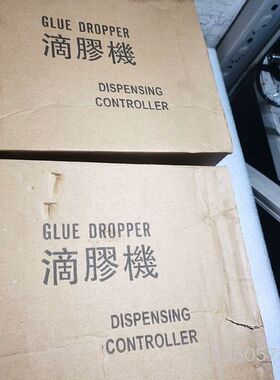 GLUE DROPPER
滴膠機
DISPENSING
CONTROLLER
GLUE DROPPER
滴膠機
DISPENSING
CONTROLLER